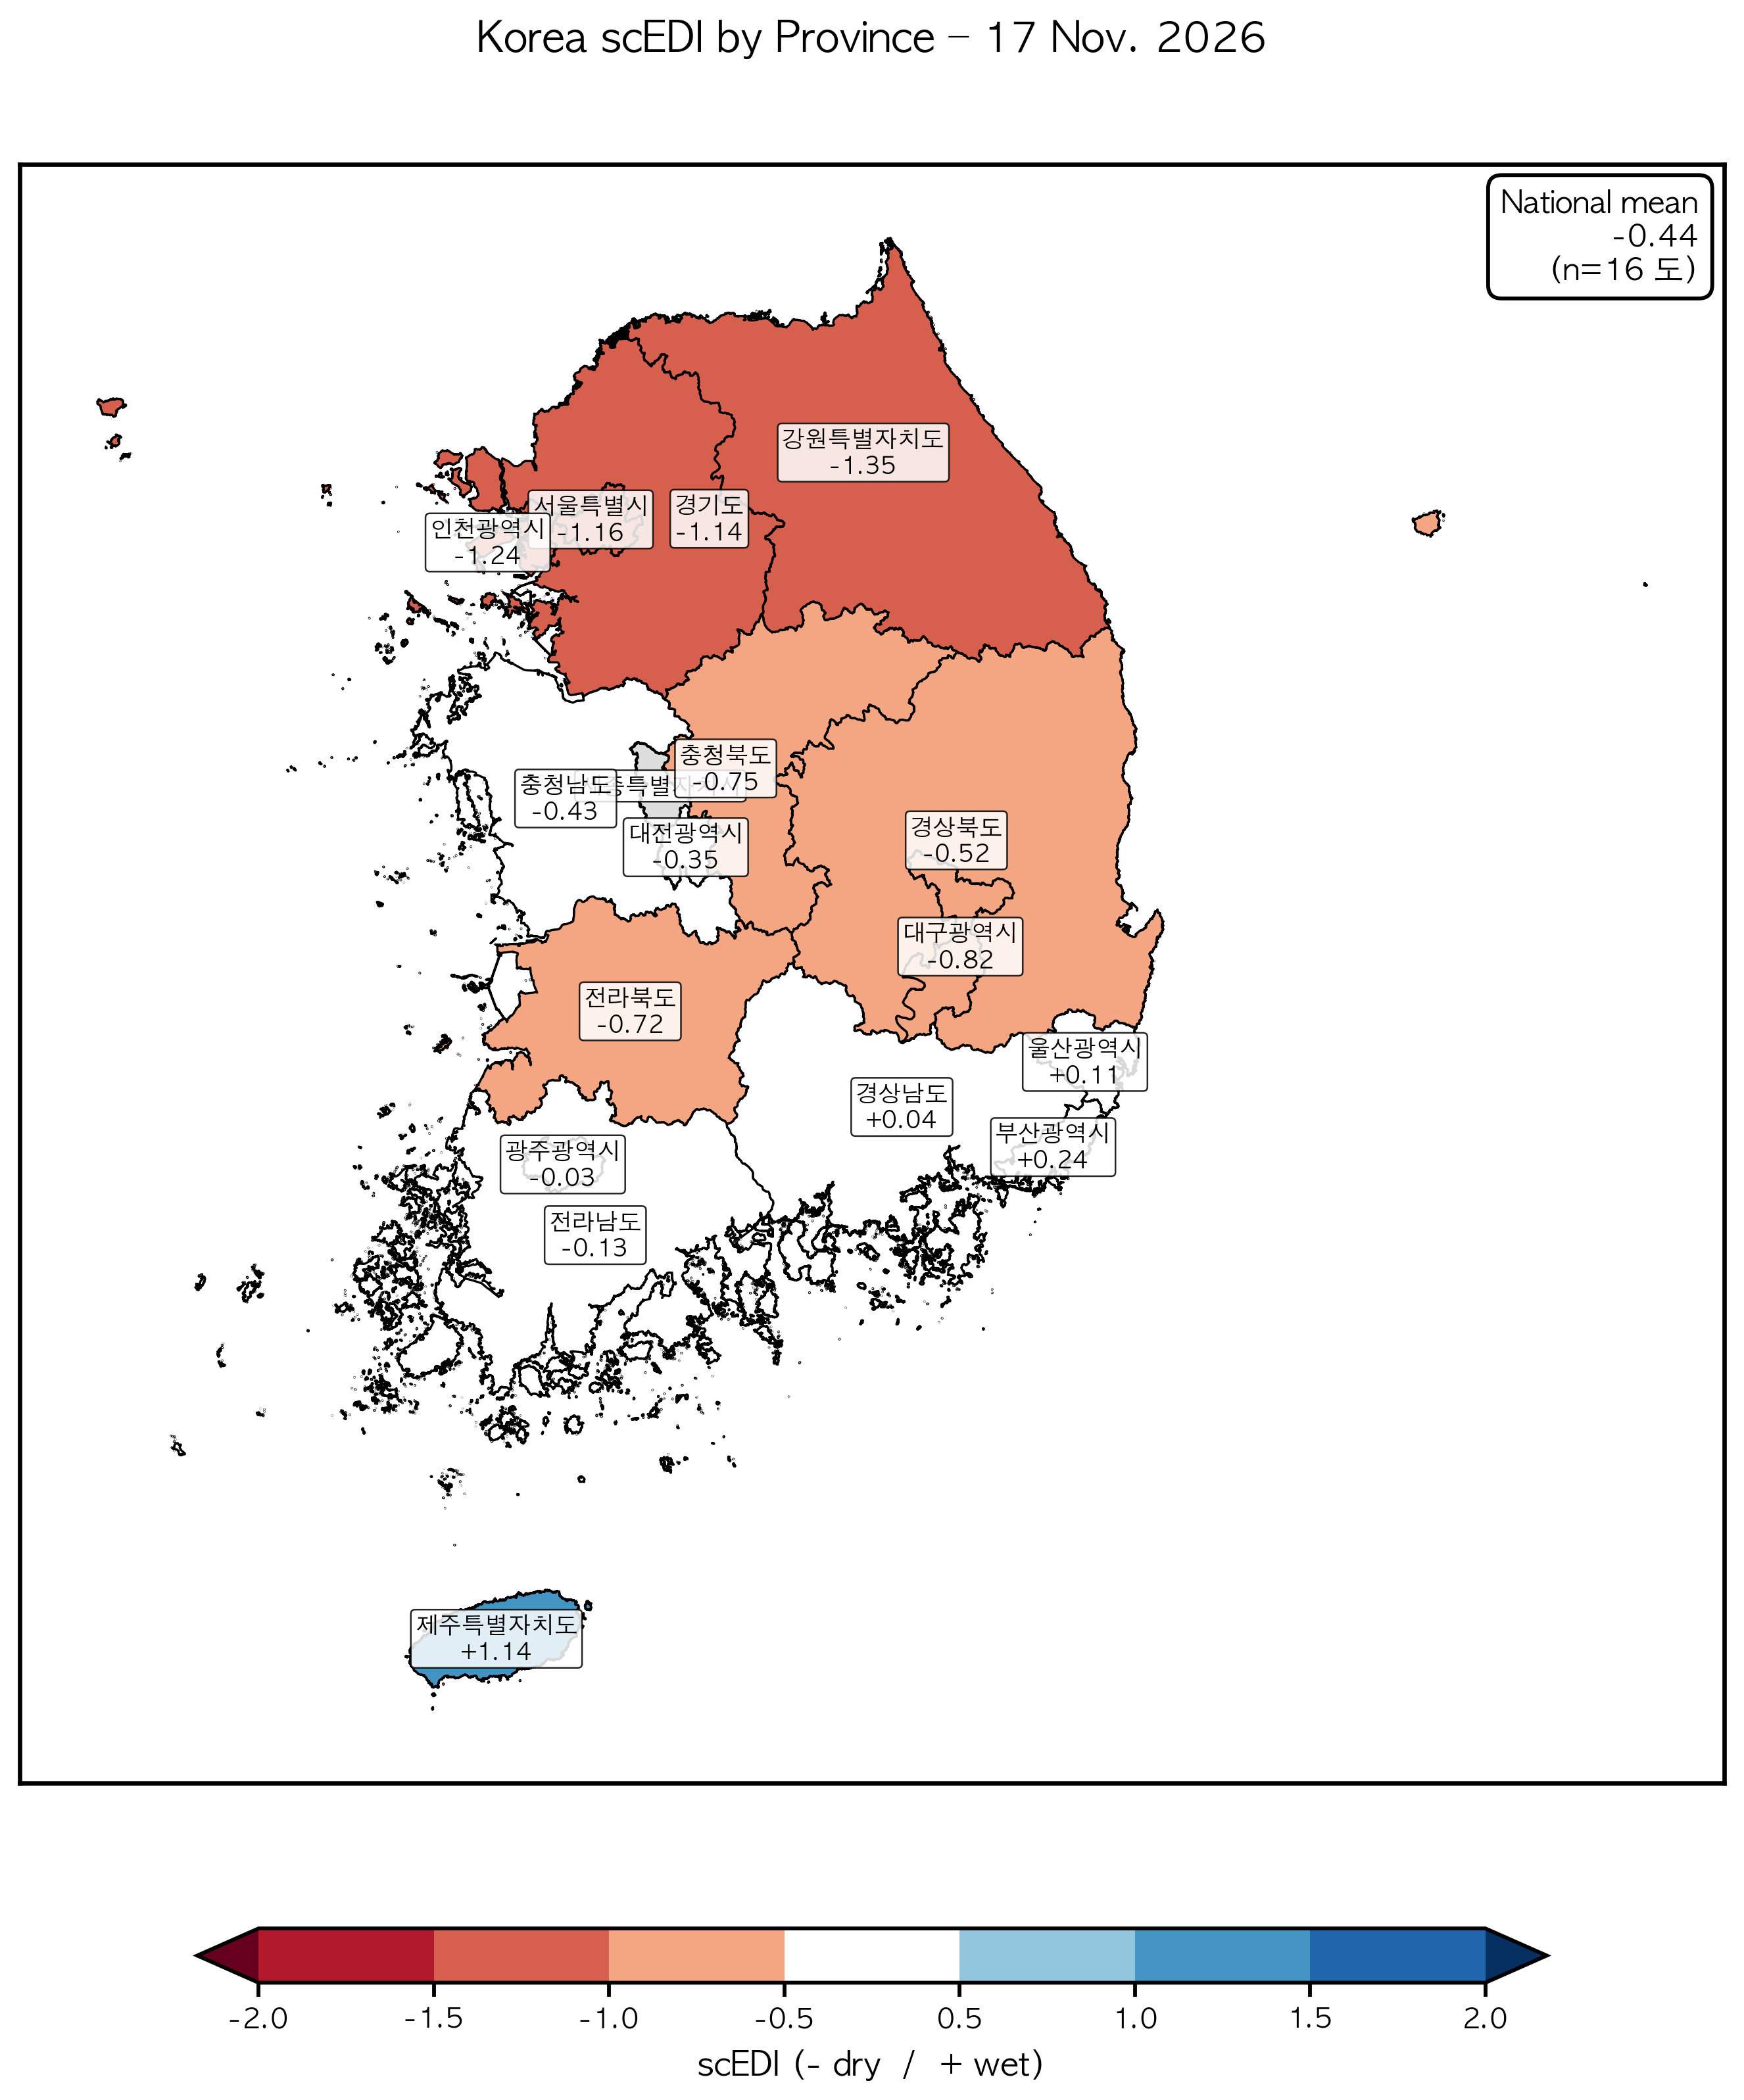 Korea scEDI by Province – 17 Nov. 2026
National mean
-0.44
(n=16 도)
강원특별자치도
-1.35
서울특별시
-1.16
경기도
-1.14
인천광역시
-1.24
충청북도
-0.75
충청남도
-0.43
대전광역시
-0.35
경상북도
-0.52
대구광역시
-0.82
전라북도
-0.72
울산광역시
+0.11
경상남도
+0.04
부산광역시
+0.24
광주광역시
-0.03
전라남도
-0.13
제주특별자치도
+1.14
-2.0 -1.5 -1.0 -0.5 0.5 1.0 1.5 2.0
scEDI (- dry / + wet)